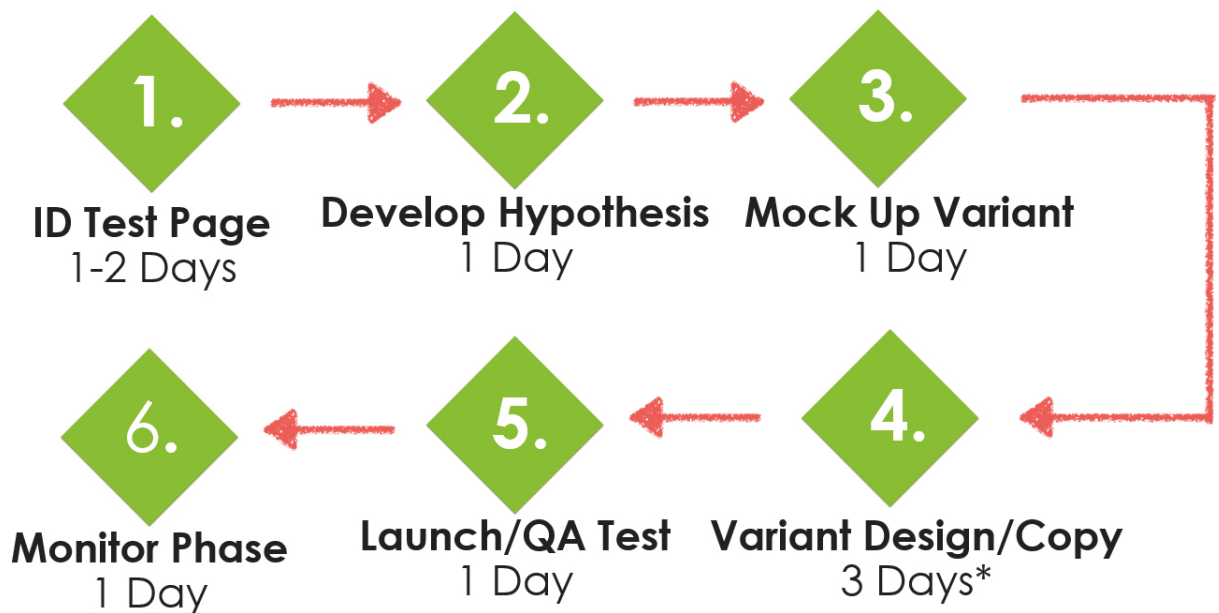 1.
ID Test Page
1-2 Days
2.
Develop Hypothesis
1 Day
3.
Mock Up Variant
1 Day
4.
Variant Design/Copy
3 Days*
5.
Launch/QA Test
1 Day
6.
Monitor Phase
1 Day